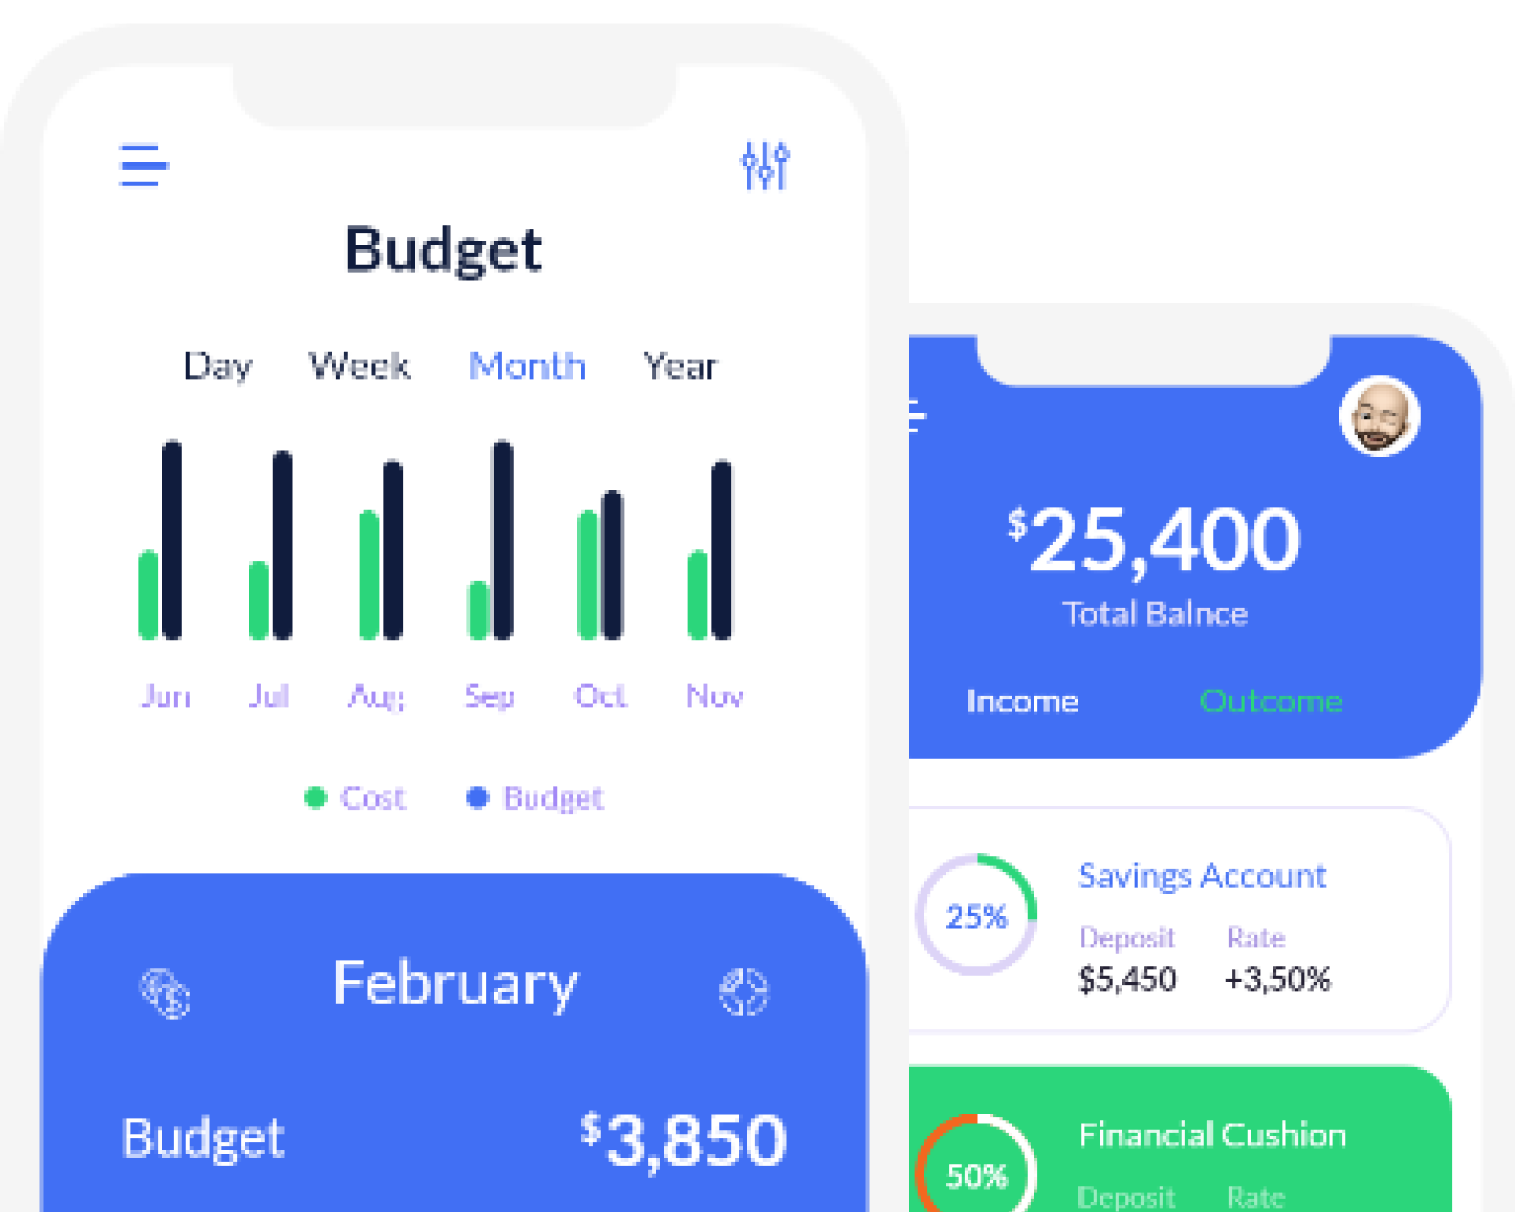 Budget
Day Week Month Year
Jun Jul Aug Sep Oct Nov
Cost Budget
February
Budget $3,850
$25,400
Total Balnce
Income Outcome
25%
Savings Account
Deposit Rate
$5,450 +3,50%
50%
Financial Cushion
Deposit Rate